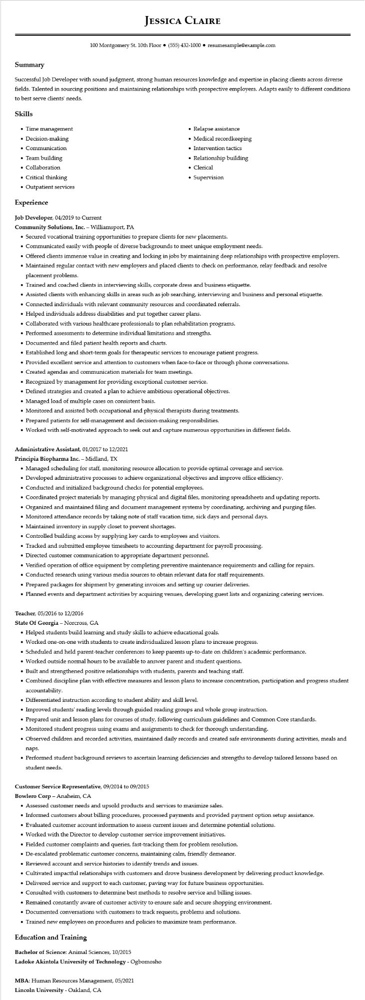 Jessica Claire
100 Montgomery St. 10th Floor ● (555) 432-1000 ● resumesample@example.com
Summary
Successful Job Developer with sound judgment, strong human resources knowledge and expertise in placing clients across diverse
fields. Talented in sourcing positions and maintaining relationships with prospective employers. Adapts easily to different conditions
to best serve clients' needs.
Skills
• Time management
• Decision-making
• Communication
• Team building
• Collaboration
• Critical thinking
• Outpatient services
• Relapse assistance
• Medical recordkeeping
• Intervention tactics
• Relationship building
• Clerical
• Supervision
Experience
Job Developer, 04/2019 to Current
Community Solutions, Inc. – Williamsport, PA
• Secured vocational training opportunities to prepare clients for new placements.
• Communicated easily with people of diverse backgrounds to meet unique employment needs.
• Offered clients immense value in creating and locking in jobs by maintaining deep relationships with prospective employers.
• Maintained regular contact with new employers and placed clients to check on performance, relay feedback and resolve
placement problems.
• Trained and coached clients in interviewing skills, corporate dress and business etiquette.
• Assisted clients with enhancing skills in areas such as job searching, interviewing and business and personal etiquette.
• Connected individuals with relevant community resources and coordinated referrals.
• Helped individuals address disabilities and put together career plans.
• Collaborated with various healthcare professionals to plan rehabilitation programs.
• Performed assessments to determine individual limitations and strengths.
• Documented and filed patient health reports and charts.
• Established long and short-term goals for therapeutic services to encourage patient progress.
• Provided excellent service and attention to customers when face-to-face or through phone conversations.
• Created agendas and communication materials for team meetings.
• Recognized by management for providing exceptional customer service.
• Defined strategies and created a plan to achieve ambitious operational objectives.
• Managed load of multiple cases on consistent basis.
• Monitored and assisted both occupational and physical therapists during treatments.
• Prepared patients for self-management and decision-making responsibilities.
• Worked with self-motivated approach to seek out and capture numerous opportunities in different fields.
Administrative Assistant, 01/2017 to 12/2021
Principia Biopharma Inc. – Midland, TX
• Managed scheduling for staff, monitoring resource allocation to provide optimal coverage and service.
• Developed administrative processes to achieve organizational objectives and improve office efficiency.
• Conducted and initialized background checks for potential employees.
• Coordinated project materials by managing physical and digital files, monitoring spreadsheets and updating reports.
• Organized and maintained filing and document management systems by coordinating, archiving and purging files.
• Monitored attendance records by taking note of staff vacation time, sick days and personal days.
• Maintained inventory in supply closet to prevent shortages.
• Controlled building access by supplying key cards to employees and visitors.
• Tracked and submitted employee timesheets to accounting department for payroll processing.
• Directed customer communication to appropriate department personnel.
• Verified operation of office equipment by completing preventive maintenance requirements and calling for repairs.
• Conducted research using various media sources to obtain relevant data for staff requirements.
• Prepared packages for shipment by generating invoices and setting up courier deliveries.
• Planned events and department activities by acquiring venues, developing guest lists and organizing catering services.
Teacher, 05/2016 to 12/2016
State Of Georgia – Norcross, GA
• Helped students build learning and study skills to achieve educational goals.
• Worked one-on-one with students to create individualized lesson plans to increase progress.
• Scheduled and held parent-teacher conferences to keep parents up-to-date on children's academic performance.
• Worked outside normal hours to be available to answer parent and student questions.
• Built and strengthened positive relationships with students, parents and teaching staff.
• Combined discipline plan with effective measures and lesson plans to increase concentration, participation and progress student
accountability.
• Differentiated instruction according to student ability and skill level.
• Improved students' reading levels through guided reading groups and whole group instruction.
• Prepared unit and lesson plans for courses of study, following curriculum guidelines and Common Core standards.
• Monitored student progress using exams and assignments to check for thorough understanding.
• Observed children and recorded activities, maintained daily records and created safe environments during activities, meals and
naps.
• Performed student background reviews to ascertain learning deficiencies and strengths to develop tailored lessons based on
student needs.
Customer Service Representative, 09/2014 to 09/2015
Bowlero Corp – Anaheim, CA
• Assessed customer needs and upsold products and services to maximize sales.
• Informed customers about billing procedures, processed payments and provided payment option setup assistance.
• Evaluated customer account information to assess current issues and determine potential solutions.
• Worked with the Director to develop customer service improvement initiatives.
• Fielded customer complaints and queries, fast-tracking them for problem resolution.
• De-escalated problematic customer concerns, maintaining calm, friendly demeanor.
• Reviewed account and service histories to identify trends and issues.
• Cultivated impactful relationships with customers and drove business development by delivering product knowledge.
• Delivered service and support to each customer, paving way for future business opportunities.
• Consulted with customers to determine best methods to resolve service and billing issues.
• Remained constantly aware of customer activity to ensure safe and secure shopping environment.
• Documented conversations with customers to track requests, problems and solutions.
• Trained new employees on procedures and policies to maximize team performance.
Education and Training
Bachelor of Science: Animal Sciences, 10/2015
Ladoke Akintola University of Technology - Ogbomosho
MBA: Human Resources Management, 05/2021
Lincoln University - Oakland, CA